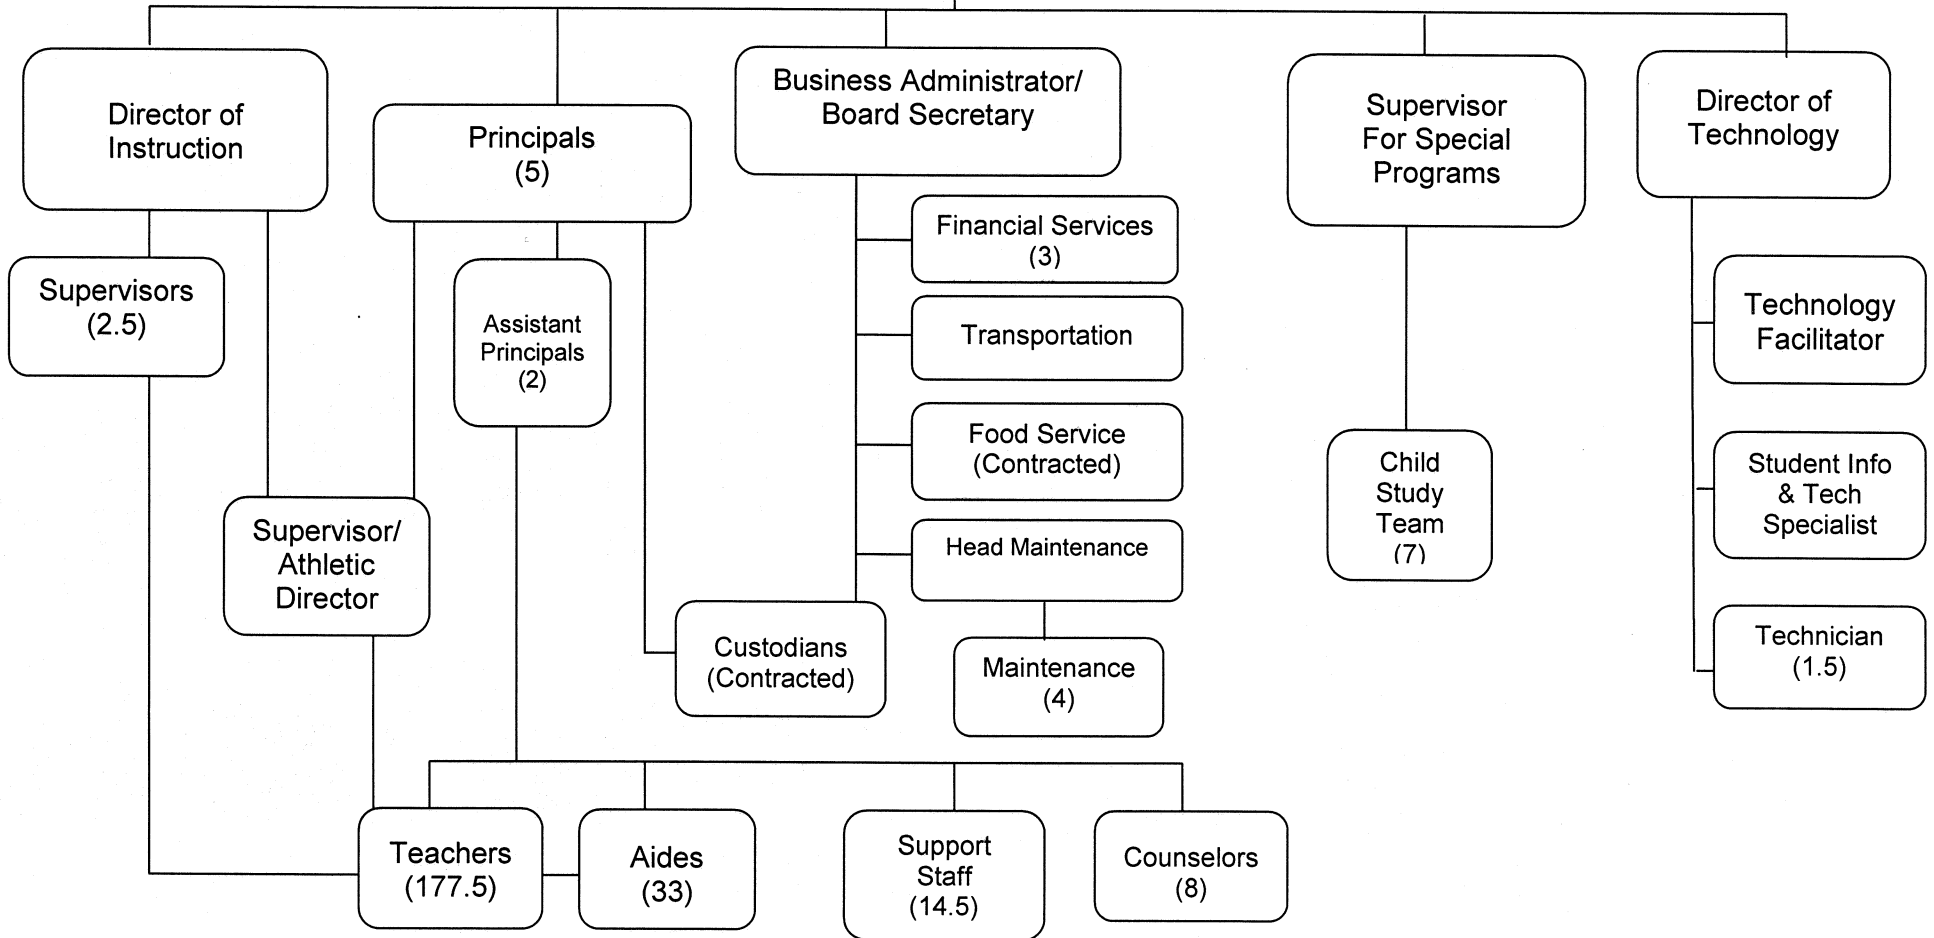 Director of
Instruction
Principals
(5)
Business Administrator/
Board Secretary
Supervisor
For Special
Programs
Director of
Technology
Supervisors
(2.5)
Assistant
Principals
(2)
Financial Services
(3)
Transportation
Food Service
(Contracted)
Head Maintenance
Maintenance
(4)
Custodians
(Contracted)
Child
Study
Team
(7)
Technology
Facilitator
Student Info
& Tech
Specialist
Technician
(1.5)
Supervisor/
Athletic
Director
Teachers
(177.5)
Aides
(33)
Support
Staff
(14.5)
Counselors
(8)